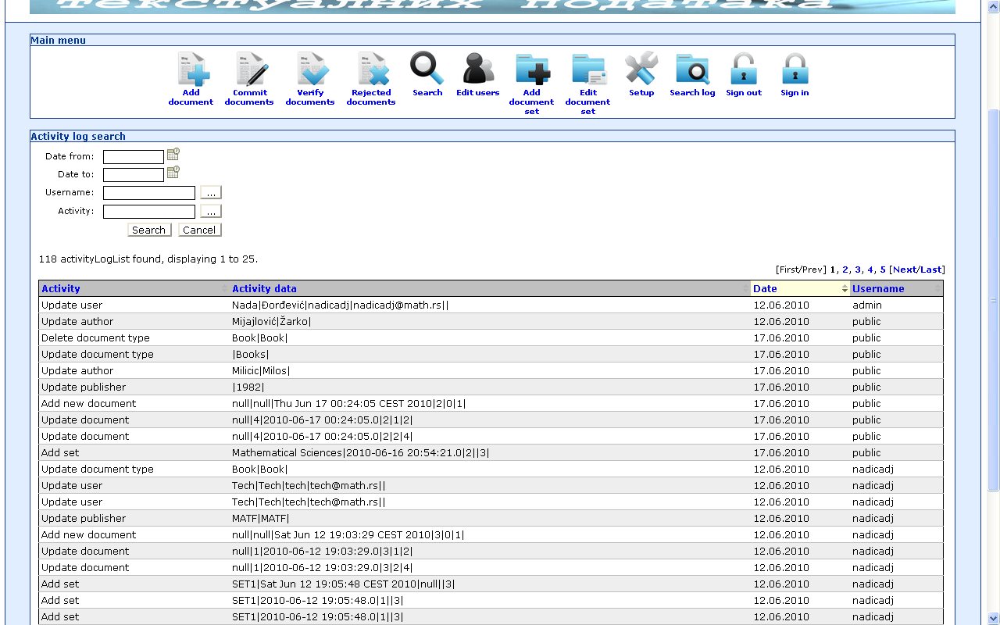 текстуалних података
Main menu
Add document
Commit documents
Verify documents
Rejected documents
Search
Edit users
Add document set
Edit document set
Setup
Search log
Sign out
Sign in
Activity log search
Date from:
Date to:
Username: ...
Activity: ...
Search Cancel
118 activityLogList found, displaying 1 to 25.
[First/Prev] 1, 2, 3, 4, 5 [Next/Last]
Activity Activity data Date Username
Update user Nada|Đorđević|nadicadj|nadicadj@math.rs|| 12.06.2010 admin
Update author Mijajlović|Žarko| 12.06.2010 public
Delete document type Book|Book| 17.06.2010 public
Update document type |Books| 17.06.2010 public
Update author Milicic|Milos| 17.06.2010 public
Update publisher |1982| 17.06.2010 public
Add new document null|null|Thu Jun 17 00:24:05 CEST 2010|2|0|1| 17.06.2010 public
Update document null|4|2010-06-17 00:24:05.0|2|1|2| 17.06.2010 public
Update document null|4|2010-06-17 00:24:05.0|2|2|4| 17.06.2010 public
Add set Mathematical Sciences|2010-06-16 20:54:21.0|2||3| 17.06.2010 public
Update document type Book|Book| 12.06.2010 nadicadj
Update user Tech|Tech|tech|tech@math.rs|| 12.06.2010 nadicadj
Update user Tech|Tech|tech|tech@math.rs|| 12.06.2010 nadicadj
Update publisher MATF|MATF| 12.06.2010 nadicadj
Add new document null|null|Sat Jun 12 19:03:29 CEST 2010|3|0|1| 12.06.2010 nadicadj
Update document null|1|2010-06-12 19:03:29.0|3|1|2| 12.06.2010 nadicadj
Update document null|1|2010-06-12 19:03:29.0|3|2|4| 12.06.2010 nadicadj
Add set SET1|Sat Jun 12 19:05:48 CEST 2010|null||3| 12.06.2010 nadicadj
Add set SET1|2010-06-12 19:05:48.0|1||3| 12.06.2010 nadicadj
Add set SET1|2010-06-12 19:05:48.0|1||3| 12.06.2010 nadicadj